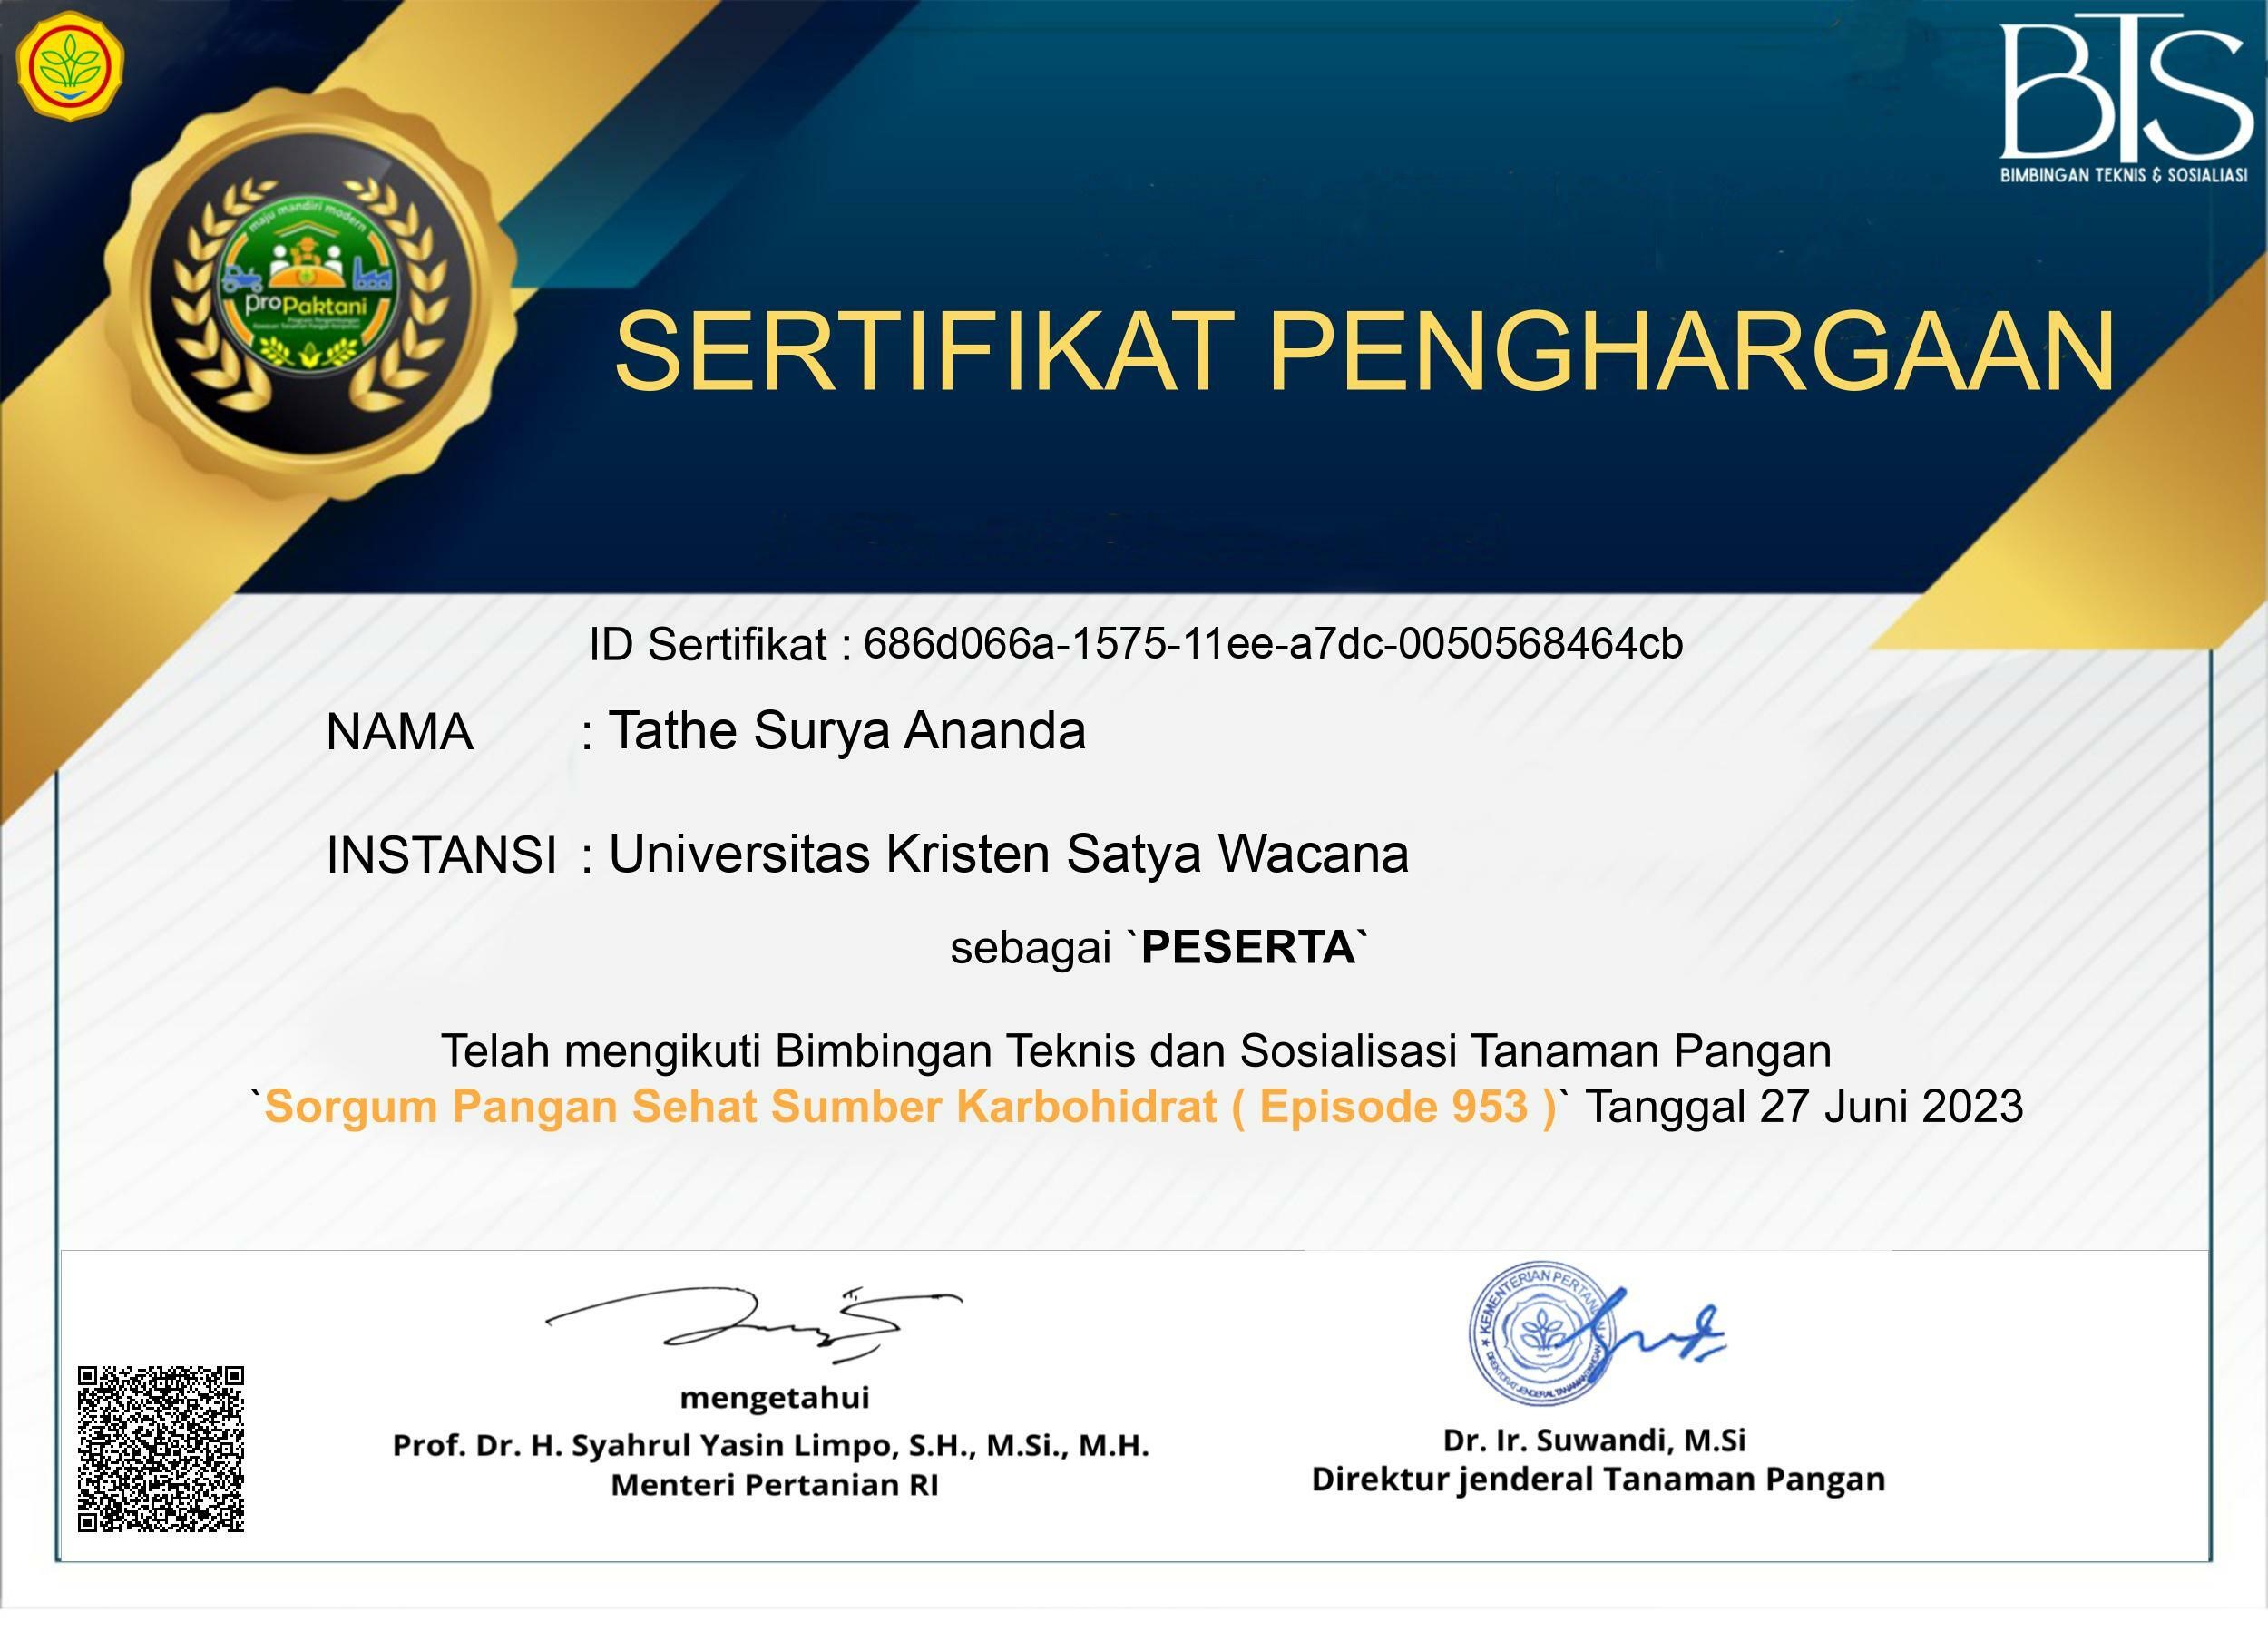 BTS
BIMBINGAN TEKNIS & SOSIALIASI
maju mandiri modern
proPaktani
SERTIFIKAT PENGHARGAAN
ID Sertifikat : 686d066a-1575-11ee-a7dc-0050568464cb
NAMA : Tathe Surya Ananda
INSTANSI : Universitas Kristen Satya Wacana
sebagai `PESERTA`
Telah mengikuti Bimbingan Teknis dan Sosialisasi Tanaman Pangan
`Sorgum Pangan Sehat Sumber Karbohidrat ( Episode 953 )` Tanggal 27 Juni 2023
mengetahui
Prof. Dr. H. Syahrul Yasin Limpo, S.H., M.Si., M.H.
Menteri Pertanian RI
KEMENTERIAN PERTANIAN
DIREKTORAT JENDERAL TANAMAN PANGAN
Dr. Ir. Suwandi, M.Si
Direktur jenderal Tanaman Pangan